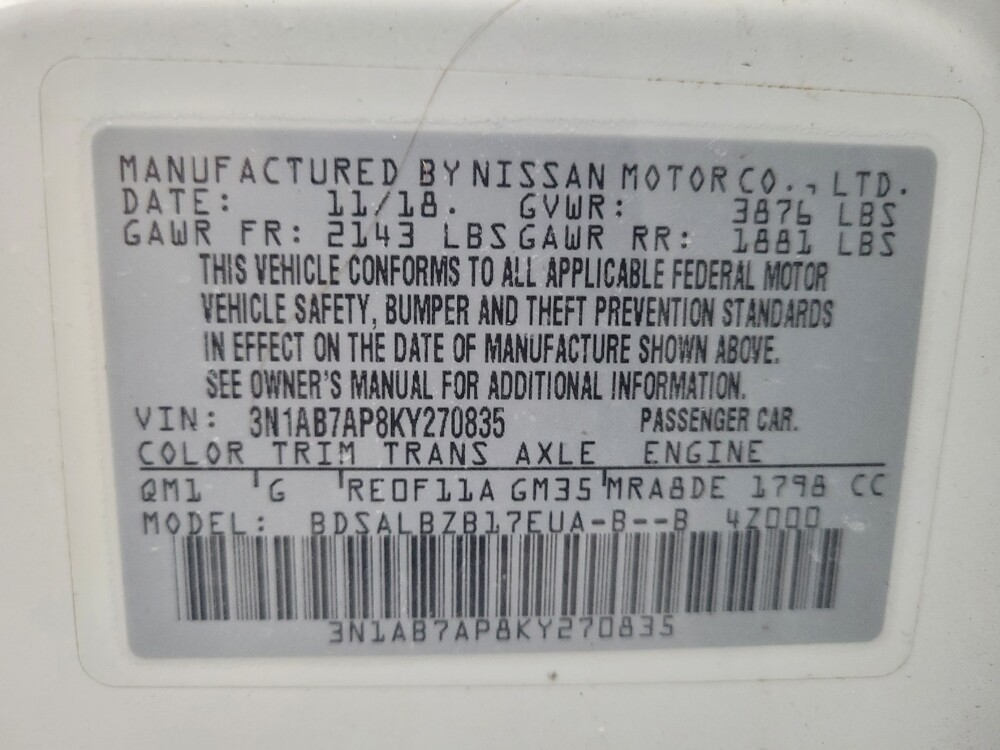 MANUFACTURED BY NISSAN MOTOR CO., LTD.
DATE: 11/18. GVWR: 3876 LBS
GAWR FR: 2143 LBS GAWR RR: 1881 LBS
THIS VEHICLE CONFORMS TO ALL APPLICABLE FEDERAL MOTOR
VEHICLE SAFETY, BUMPER AND THEFT PREVENTION STANDARDS
IN EFFECT ON THE DATE OF MANUFACTURE SHOWN ABOVE.
SEE OWNER'S MANUAL FOR ADDITIONAL INFORMATION.
VIN: 3N1AB7AP8KY270835 PASSENGER CAR.
COLOR TRIM TRANS AXLE ENGINE
QM1 G RE0F11A GM35 MRA8DE 1798 CC
MODEL: BDSALBZB17EUA-B--B 4Z000
3N1AB7AP8KY270835